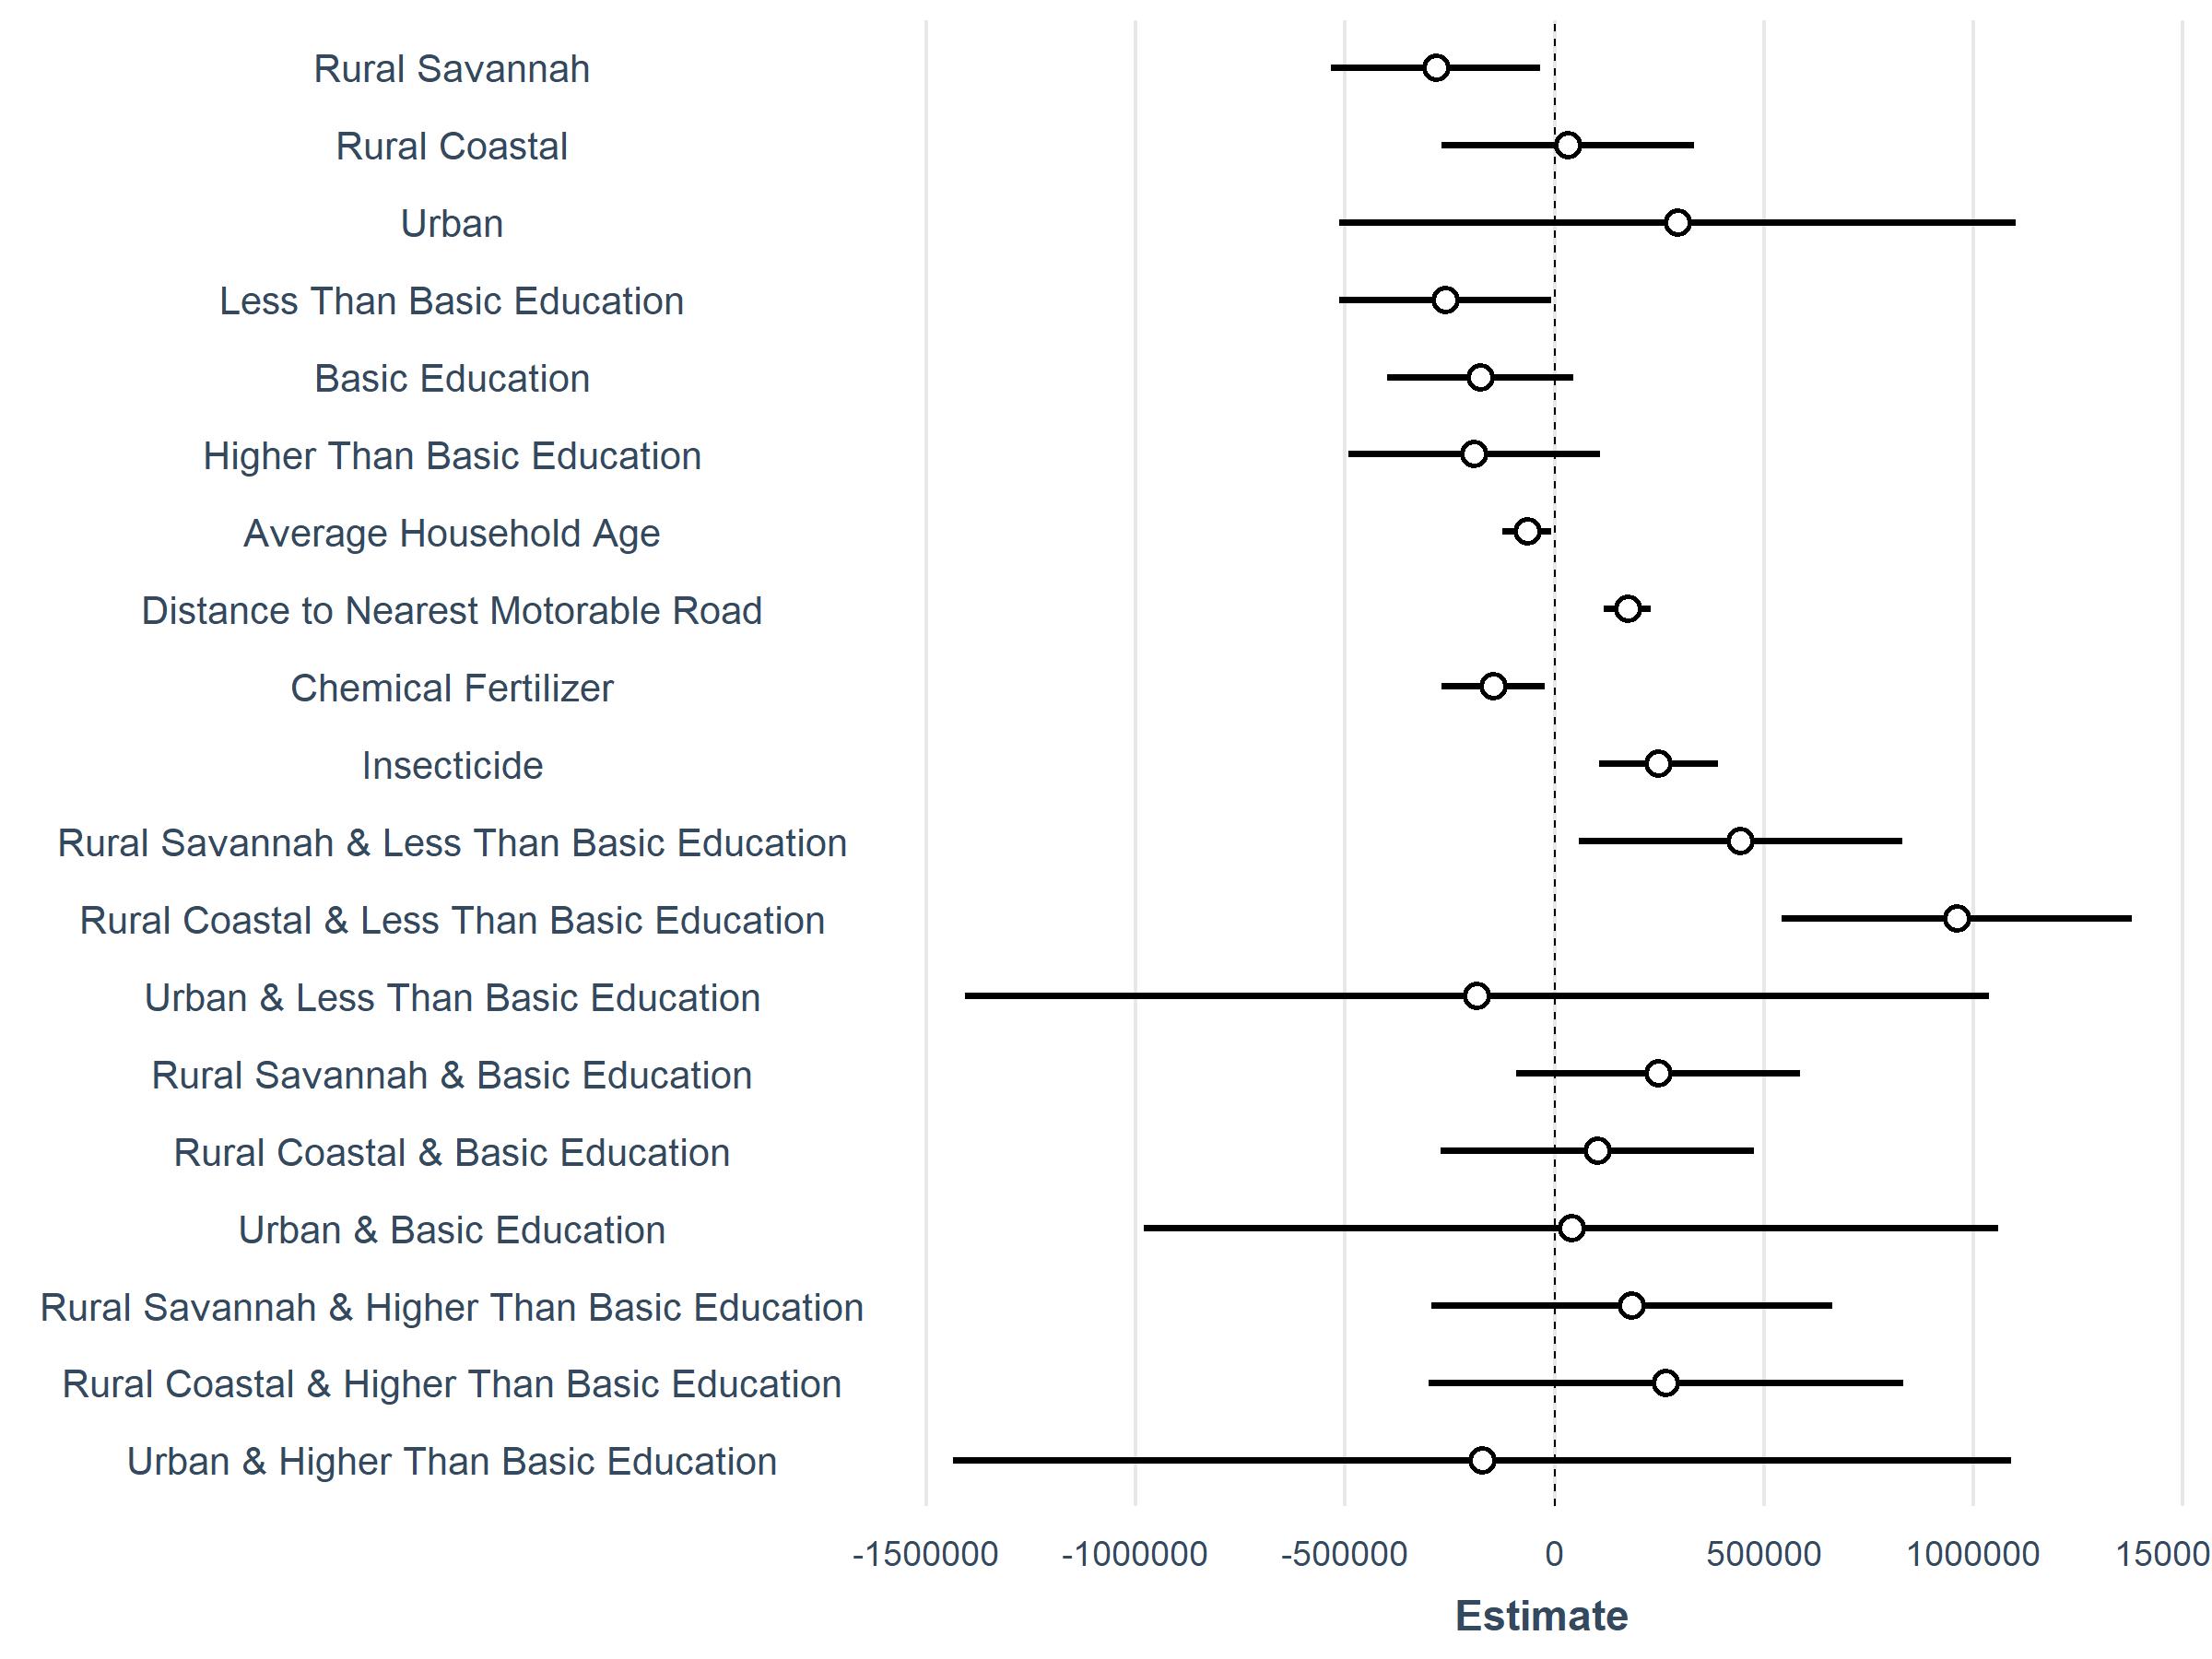 Rural Savannah
Rural Coastal
Urban
Less Than Basic Education
Basic Education
Higher Than Basic Education
Average Household Age
Distance to Nearest Motorable Road
Chemical Fertilizer
Insecticide
Rural Savannah & Less Than Basic Education
Rural Coastal & Less Than Basic Education
Urban & Less Than Basic Education
Rural Savannah & Basic Education
Rural Coastal & Basic Education
Urban & Basic Education
Rural Savannah & Higher Than Basic Education
Rural Coastal & Higher Than Basic Education
Urban & Higher Than Basic Education
-1500000 -1000000 -500000 0 500000 1000000 15000
Estimate